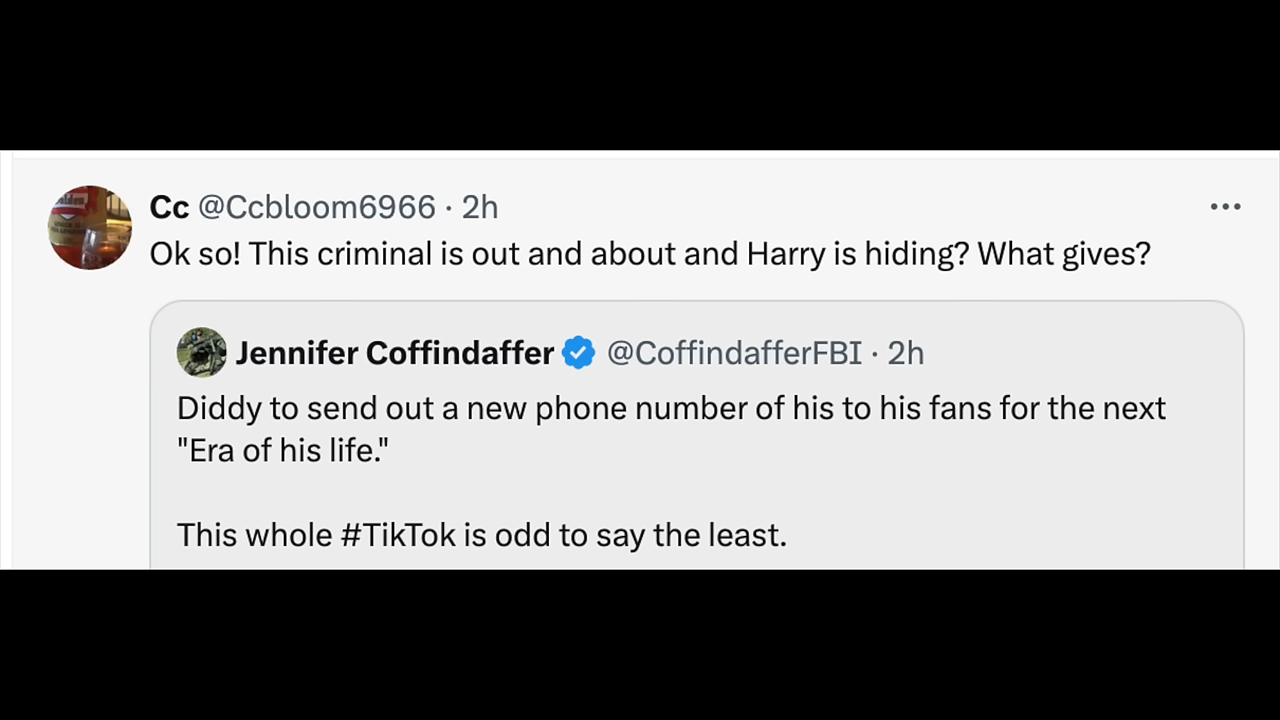 Cc @Ccbloom6966 · 2h
Ok so! This criminal is out and about and Harry is hiding? What gives?
Jennifer Coffindaffer @CoffindafferFBI · 2h
Diddy to send out a new phone number of his to his fans for the next
"Era of his life."
This whole #TikTok is odd to say the least.